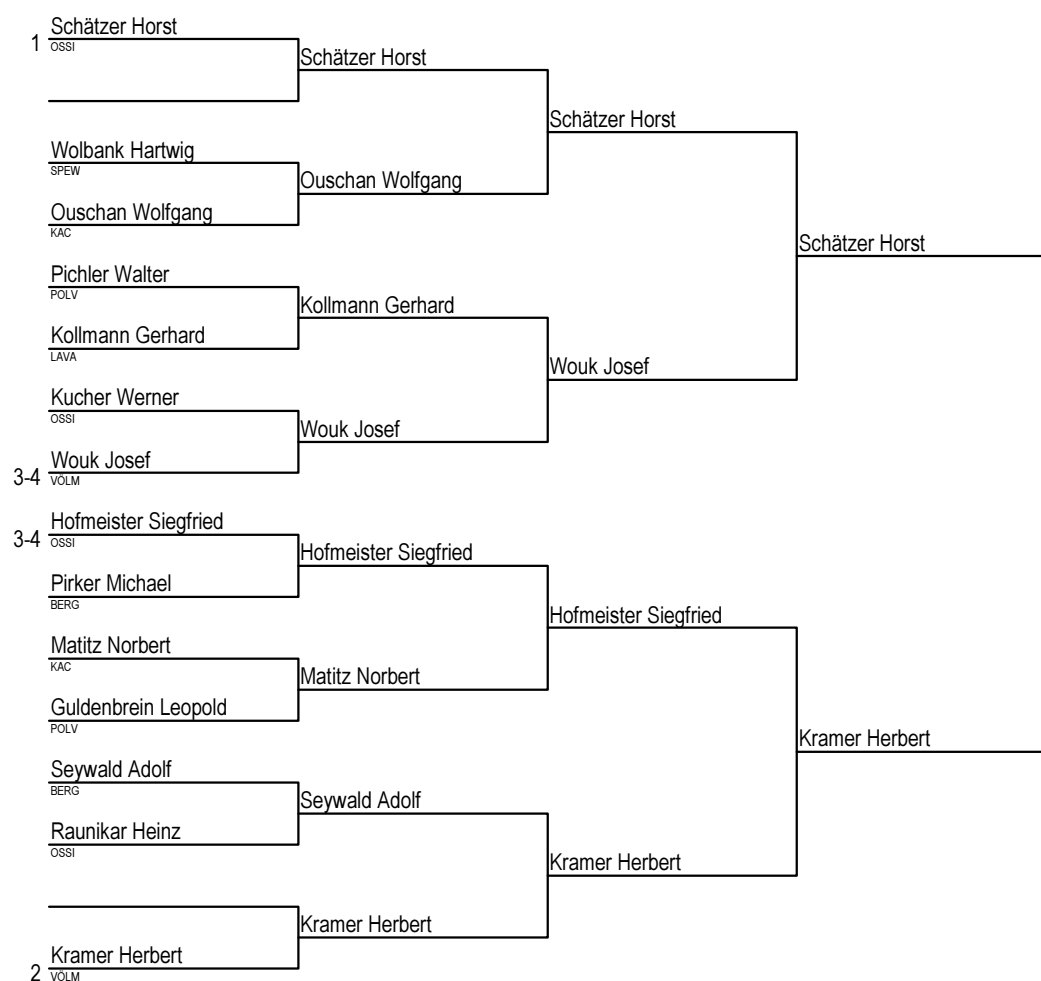 Schätzer Horst
1
OSSI
Schätzer Horst
Schätzer Horst
Wolbank Hartwig
SPEW
Ouschan Wolfgang
Ouschan Wolfgang
KAC
Schätzer Horst
Pichler Walter
POLV
Kollmann Gerhard
Kollmann Gerhard
LAVA
Wouk Josef
Kucher Werner
OSSI
Wouk Josef
Wouk Josef
3-4
VÖLM
Hofmeister Siegfried
3-4
OSSI
Hofmeister Siegfried
Pirker Michael
BERG
Hofmeister Siegfried
Matitz Norbert
KAC
Matitz Norbert
Guldenbrein Leopold
POLV
Kramer Herbert
Seywald Adolf
BERG
Seywald Adolf
Raunikar Heinz
OSSI
Kramer Herbert
Kramer Herbert
Kramer Herbert
2
VÖLM